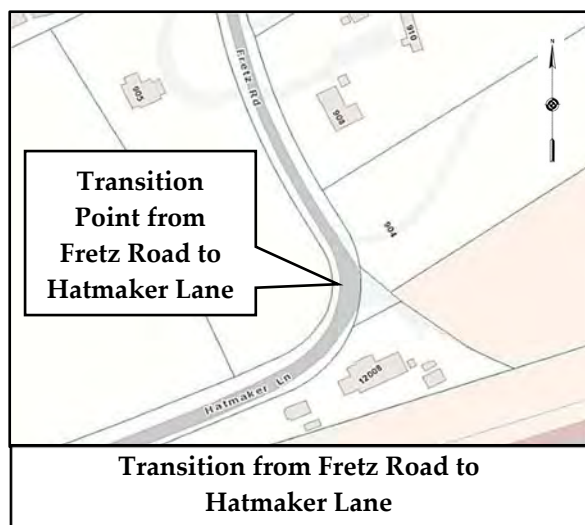 Fretz Rd
910
N
905
908
Transition
Point from
Fretz Road to
Hatmaker Lane
904
12008
Hatmaker Ln
Transition from Fretz Road to
Hatmaker Lane